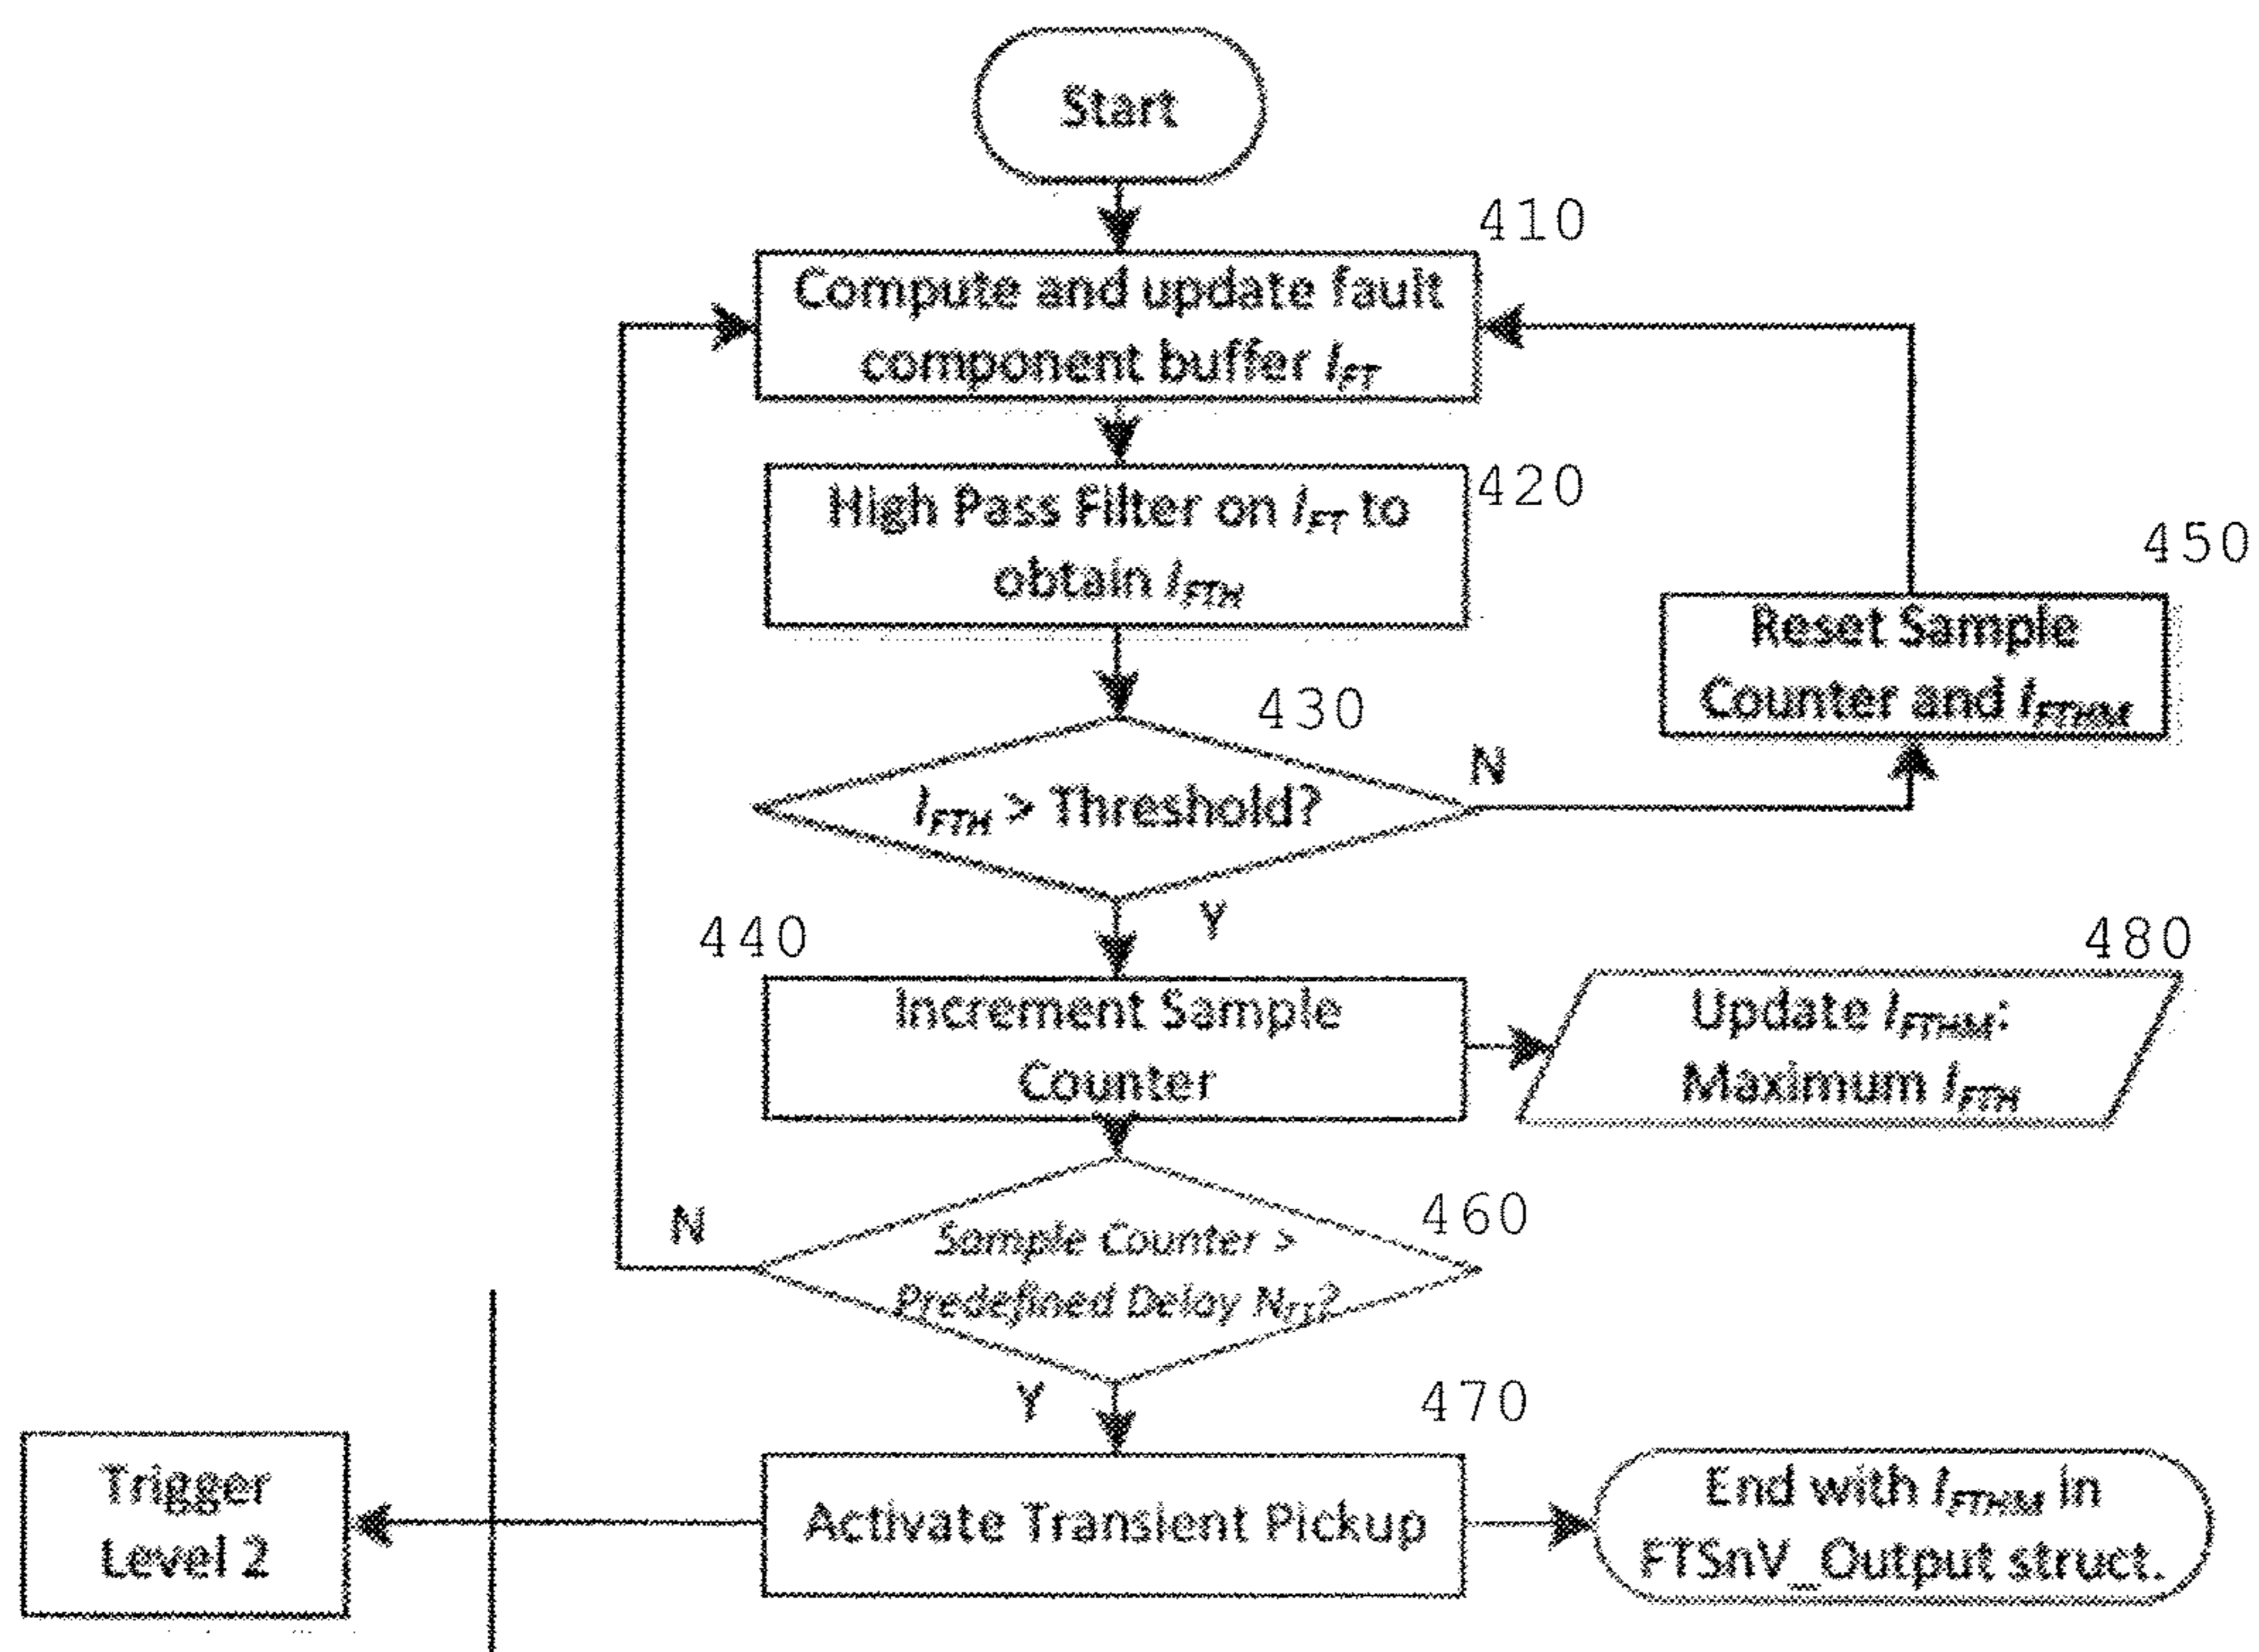 Start
410
Compute and update fault
component buffer I_FT
420
High Pass Filter on I_FT to
obtain I_FTH
450
Reset Sample
Counter and I_FTHM
430
I_FTH > Threshold?
N
Y
440
Increment Sample
Counter
480
Update I_FTHM:
Maximum I_FTH
460
Sample Counter >
Predefined Delay
N
Y
470
Activate Transient Pickup
Trigger
Level 2
End with I_FTHM in
FTSnV_Output struct.